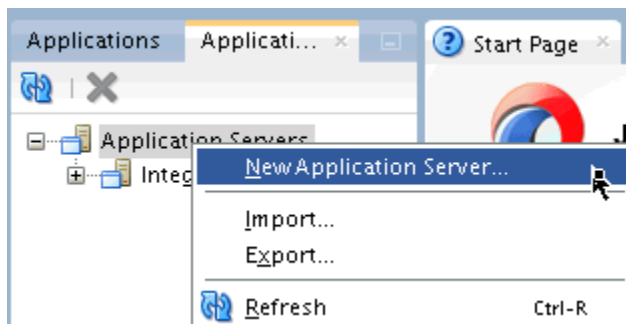 Applications Applicati... Start Page
Application Servers
Integ
New Application Server...
Import...
Export...
Refresh Ctrl-R